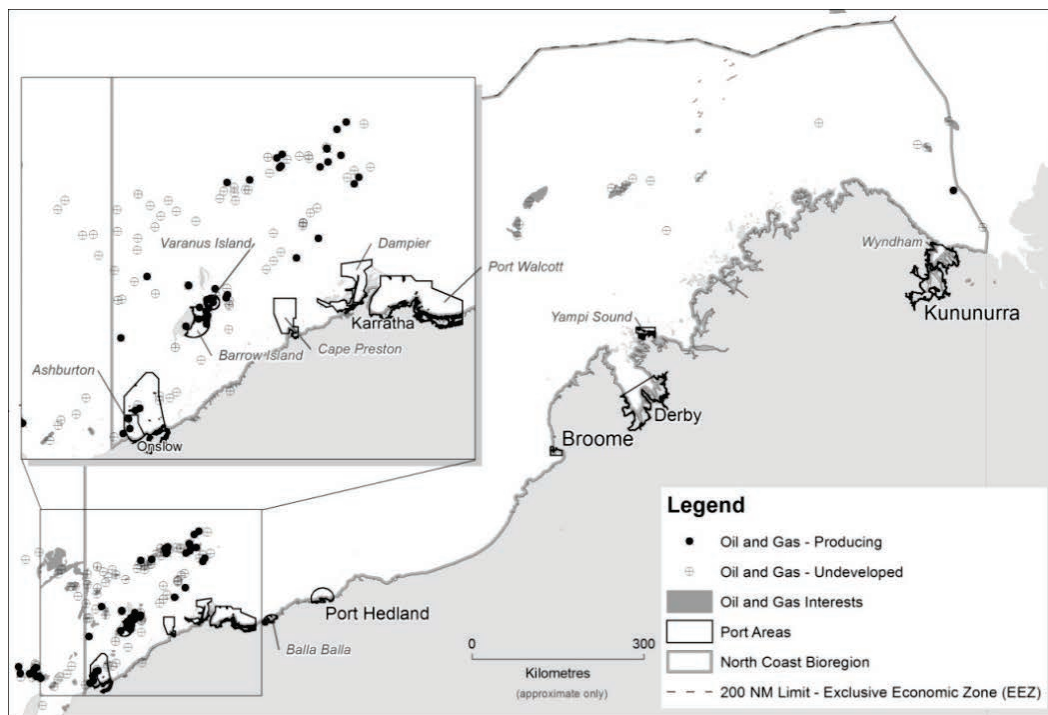 Varanus Island
Dampier
Port Walcott
Karratha
Cape Preston
Barrow Island
Ashburton
Onslow
Wyndham
Kununurra
Yampi Sound
Derby
Broome
Port Hedland
Balla Balla
0
300
Kilometres
(approximate only)
Legend
Oil and Gas - Producing
Oil and Gas - Undeveloped
Oil and Gas Interests
Port Areas
North Coast Bioregion
200 NM Limit - Exclusive Economic Zone (EEZ)